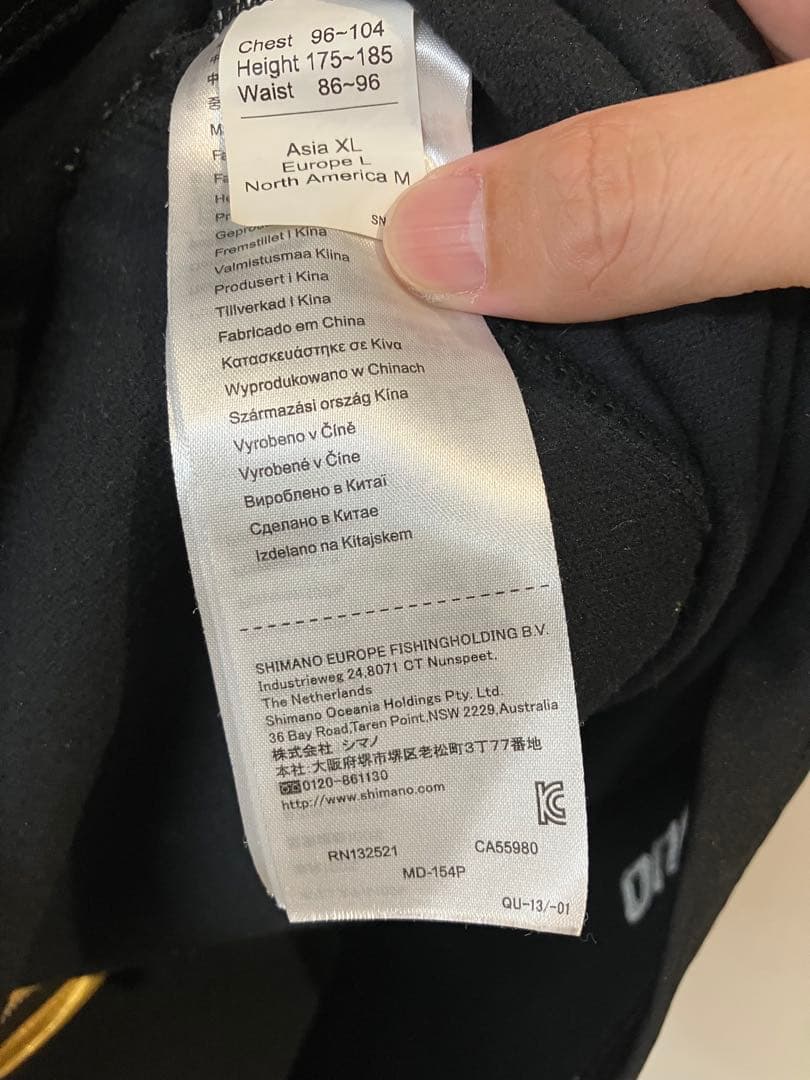 Chest 96~104
Height 175~185
Waist 86~96
Asia XL
Europe L
North America M
SN
中
중
Fremstillet i Kina
Valmistusmaa Kiina
Produsert i Kina
Tillverkad i Kina
Fabricado em China
Κατασκευάστηκε σε Κίνα
Wyprodukowano w Chinach
Származási ország Kína
Vyrobeno v Číně
Vyrobené v Číne
Вироблено в Китаї
Сделано в Китае
Izdelano na Kitajskem
SHIMANO EUROPE FISHINGHOLDING B.V.
Industrieweg 24,8071 CT Nunspeet,
The Netherlands
Shimano Oceania Holdings Pty. Ltd.
36 Bay Road,Taren Point,NSW 2229,Australia
株式会社 シマノ
本社:大阪府堺市堺区老松町3丁77番地
0120-861130
http://www.shimano.com
RN132521
CA55980
MD-154P
QU-13/-01